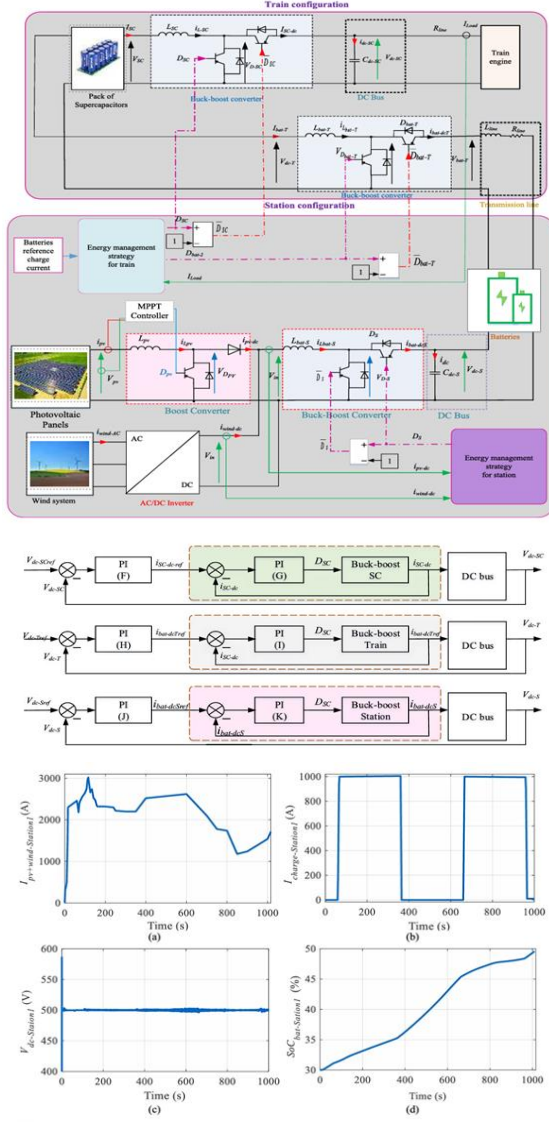 Train configuration
L_SC
i_L-SC
I_SC-dc
I_SC
V_SC
D_SC
V_D-SC
D̅_SC
Pack of
Supercapacitors
Buck-boost converter
i_dc-SC
C_dc-SC
V_dc-SC
DC Bus
R_line
I_Load
Train
engine
I_bat-T
V_dc-T
L_bat-T
i_Lbat-T
D_bat-T
i_bat-dcT
V_bat-T
D̅_bat-T
L_line
R_line
Buck-boost converter
Transmission line
Station configuration
Batteries
reference
charge
current
Energy management
strategy
for train
D_SC
D̅_SC
1
1
D̅_bat-T
I_Load
Batteries
MPPT
Controller
i_pv
V_pv
L_pv
i_Lpv
D_pv
V_DPV
i_pv-dc
Photovoltaic
Panels
Boost Converter
V_in
L_bat-S
i_Lbat-S
D_S
V_D-S
i_bat-dcS
i_dc
C_dc-S
V_dc-S
Buck-Boost Converter
DC Bus
i_wind-AC
AC
DC
i_wind-dc
V_in
Wind system
AC/DC Inverter
1
D_S
i_pv-dc
i_wind-dc
Energy management
strategy
for station
V_dc-SCref
V_dc-SC
PI
(F)
i_SC-dc-ref
i_SC-dc
PI
(G)
D_SC
Buck-boost
SC
i_SC-dc
DC bus
V_dc-SC
V_dc-Tref
V_dc-T
PI
(H)
i_bat-dcTref
i_SC-dc
PI
(I)
D_SC
Buck-boost
Train
i_bat-dcTref
DC bus
V_dc-T
V_dc-Sref
V_dc-S
PI
(J)
i_bat-dcSref
i_bat-dcS
PI
(K)
D_SC
Buck-boost
Station
i_bat-dcS
DC bus
V_dc-S
I_pv+wind-Station1 (A)
3000
2000
1000
0
0 200 400 600 800 1000
Time (s)
(a)
I_charge-Station1 (A)
1000
800
600
400
200
0
0 200 400 600 800 1000
Time (s)
(b)
V_dc-Staion1 (V)
600
550
500
450
400
0 200 400 600 800 1000
Time (s)
(c)
SoC_bat-Sation1 (%)
50
45
40
35
30
0 200 400 600 800 1000
Time (s)
(d)